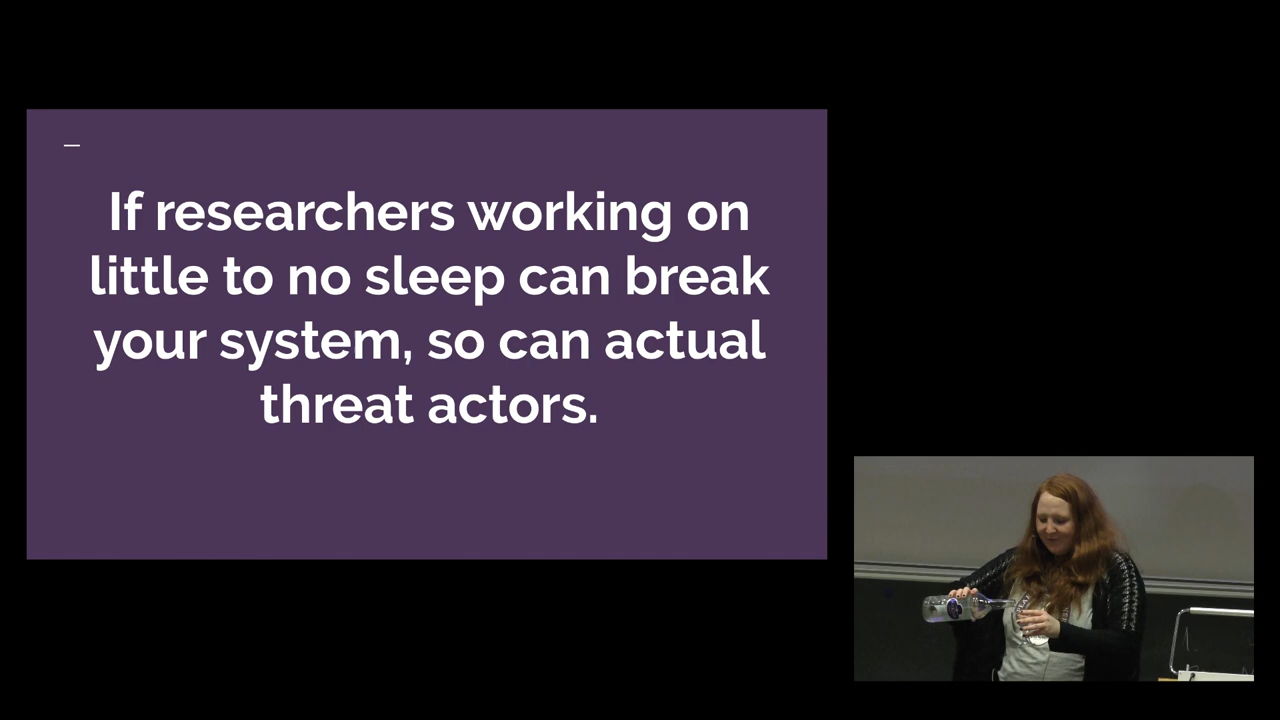 If researchers working on
little to no sleep can break
your system, so can actual
threat actors.